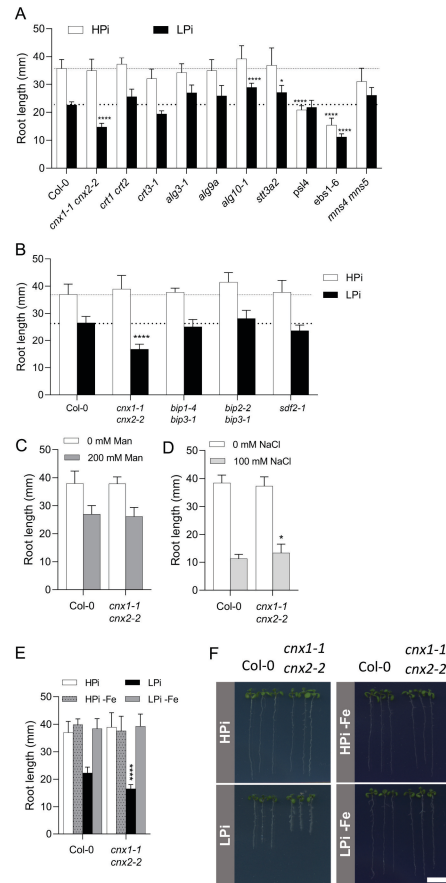 A
HPi
LPi
Root length (mm)
50
40
30
20
10
0
****
****
*
****
****
****
Col-0
cnx1-1 cnx2-2
crt1 crt2
crt3-1
alg3-1
alg9a
alg10-1
stt3a2
psl4
ebs1-6
mns4 mns5
B
HPi
LPi
Root length (mm)
50
40
30
20
10
0
****
Col-0
cnx1-1
cnx2-2
bip1-4
bip3-1
bip2-2
bip3-1
sdf2-1
C
0 mM Man
200 mM Man
Root length (mm)
50
40
30
20
10
0
Col-0
cnx1-1
cnx2-2
D
0 mM NaCl
100 mM NaCl
Root length (mm)
50
40
30
20
10
0
*
Col-0
cnx1-1
cnx2-2
E
HPi
LPi
HPi -Fe
LPi -Fe
Root length (mm)
50
40
30
20
10
0
****
Col-0
cnx1-1
cnx2-2
F
Col-0
cnx1-1
cnx2-2
Col-0
cnx1-1
cnx2-2
HPi
HPi -Fe
LPi
LPi -Fe